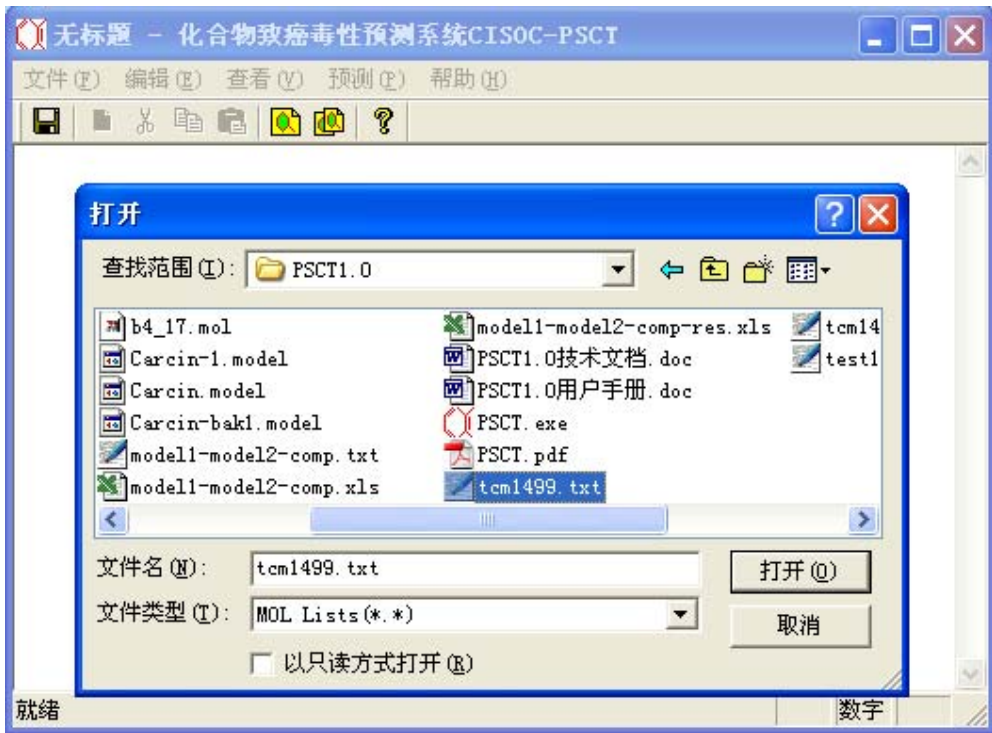 无标题 - 化合物致癌毒性预测系统CISOC-PSCT
文件(F) 编辑(E) 查看(V) 预测(P) 帮助(H)
打开
查找范围(I): PSCT1.0
b4_17.mol
Carcin-1.model
Carcin.model
Carcin-bak1.model
model1-model2-comp.txt
model1-model2-comp.xls
model1-model2-comp-res.xls
PSCT1.0技术文档.doc
PSCT1.0用户手册.doc
PSCT.exe
PSCT.pdf
tcm1499.txt
tcm14
test1
文件名(N): tcm1499.txt 打开(O)
文件类型(T): MOL Lists(*.*) 取消
以只读方式打开(R)
就绪 数字